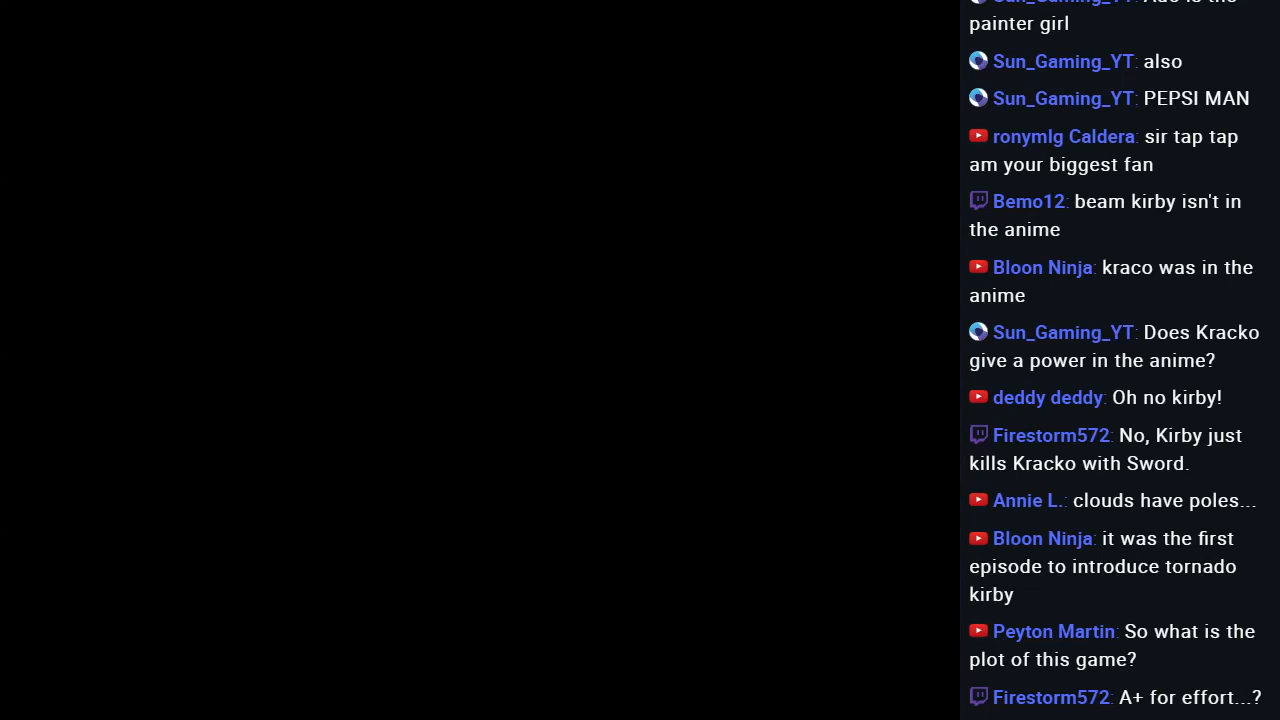 Sun_Gaming_YT: Ado is the
painter girl
Sun_Gaming_YT: also
Sun_Gaming_YT: PEPSI MAN
ronymlg Caldera: sir tap tap
am your biggest fan
Bemo12: beam kirby isn't in
the anime
Bloon Ninja: kraco was in the
anime
Sun_Gaming_YT: Does Kracko
give a power in the anime?
deddy deddy: Oh no kirby!
Firestorm572: No, Kirby just
kills Kracko with Sword.
Annie L.: clouds have poles...
Bloon Ninja: it was the first
episode to introduce tornado
kirby
Peyton Martin: So what is the
plot of this game?
Firestorm572: A+ for effort...?